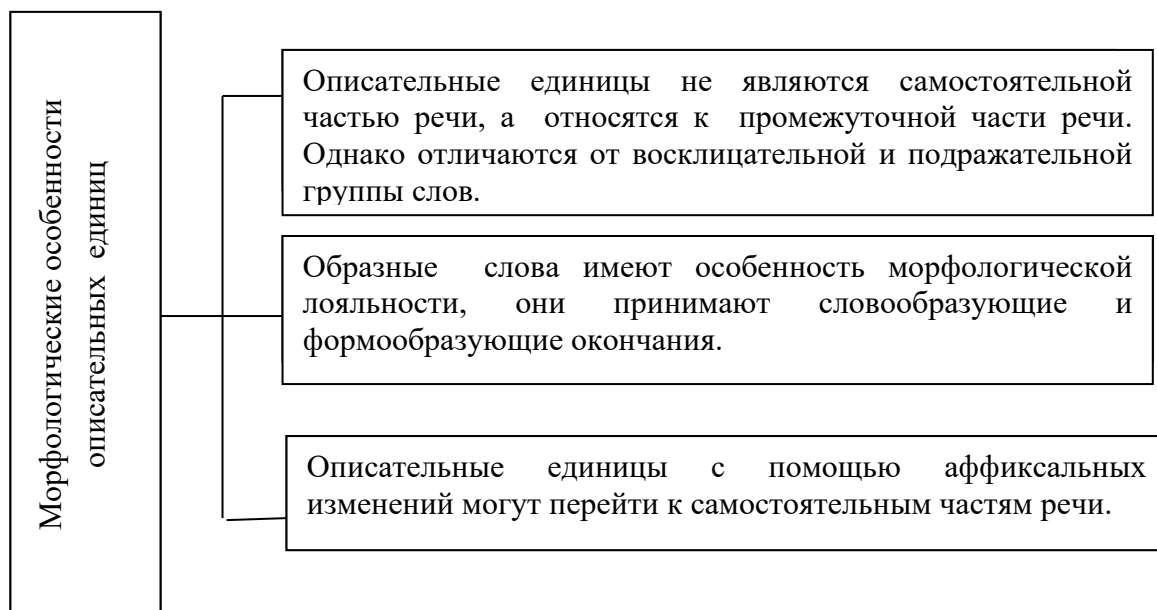 Морфологические особенности
описательных единиц
Описательные единицы не являются самостоятельной
частью речи, а относятся к промежуточной части речи.
Однако отличаются от восклицательной и подражательной
группы слов.
Образные слова имеют особенность морфологической
лояльности, они принимают словообразующие и
формообразующие окончания.
Описательные единицы с помощью аффиксальных
изменений могут перейти к самостоятельным частям речи.